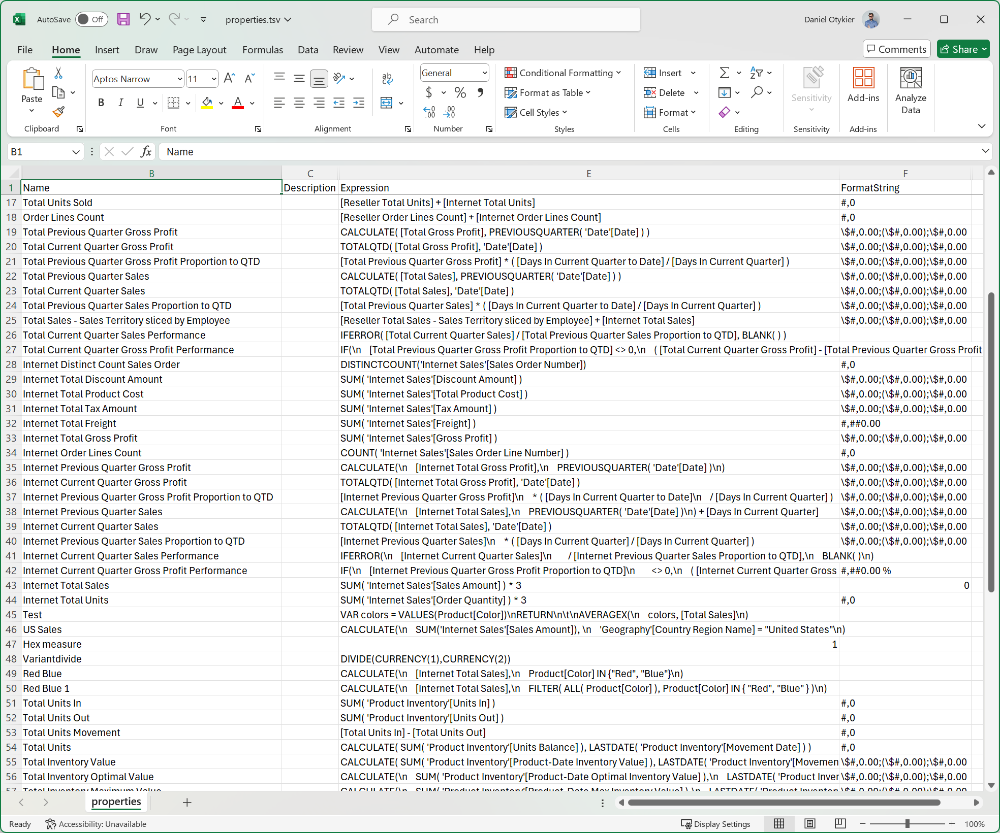 AutoSave Off properties.tsv Search Daniel Otykier
File Home Insert Draw Page Layout Formulas Data Review View Automate Help Comments Share
Paste
Clipboard
Aptos Narrow 11
B I U A
Font
ab c
Alignment
General
$ % 9
Number
Conditional Formatting
Format as Table
Cell Styles
Styles
Insert
Delete
Format
Cells
Editing
Sensitivity
Sensitivity
Add-ins
Add-ins
Analyze Data
B1 fx Name
B C E F
1 Name Description Expression FormatString
17 Total Units Sold [Reseller Total Units] + [Internet Total Units] #,0
18 Order Lines Count [Reseller Order Lines Count] + [Internet Order Lines Count] #,0
19 Total Previous Quarter Gross Profit CALCULATE( [Total Gross Profit], PREVIOUSQUARTER( 'Date'[Date] ) ) \$#,0.00;(\$#,0.00);\$#,0.00
20 Total Current Quarter Gross Profit TOTALQTD( [Total Gross Profit], 'Date'[Date] ) \$#,0.00;(\$#,0.00);\$#,0.00
21 Total Previous Quarter Gross Profit Proportion to QTD [Total Previous Quarter Gross Profit] * ( [Days In Current Quarter to Date] / [Days In Current Quarter] ) \$#,0.00;(\$#,0.00);\$#,0.00
22 Total Previous Quarter Sales CALCULATE( [Total Sales], PREVIOUSQUARTER( 'Date'[Date] ) ) \$#,0.00;(\$#,0.00);\$#,0.00
23 Total Current Quarter Sales TOTALQTD( [Total Sales], 'Date'[Date] ) \$#,0.00;(\$#,0.00);\$#,0.00
24 Total Previous Quarter Sales Proportion to QTD [Total Previous Quarter Sales] * ( [Days In Current Quarter to Date] / [Days In Current Quarter] ) \$#,0.00;(\$#,0.00);\$#,0.00
25 Total Sales - Sales Territory sliced by Employee [Reseller Total Sales - Sales Territory sliced by Employee] + [Internet Total Sales] \$#,0.00;(\$#,0.00);\$#,0.00
26 Total Current Quarter Sales Performance IFERROR( [Total Current Quarter Sales] / [Total Previous Quarter Sales Proportion to QTD], BLANK( ) )
27 Total Current Quarter Gross Profit Performance IF(\n [Total Previous Quarter Gross Profit Proportion to QTD] <> 0,\n ( [Total Current Quarter Gross Profit] - [Total Previous Quarter Gross Profit
28 Internet Distinct Count Sales Order DISTINCTCOUNT('Internet Sales'[Sales Order Number]) #,0
29 Internet Total Discount Amount SUM( 'Internet Sales'[Discount Amount] ) \$#,0.00;(\$#,0.00);\$#,0.00
30 Internet Total Product Cost SUM( 'Internet Sales'[Total Product Cost] ) \$#,0.00;(\$#,0.00);\$#,0.00
31 Internet Total Tax Amount SUM( 'Internet Sales'[Tax Amount] ) \$#,0.00;(\$#,0.00);\$#,0.00
32 Internet Total Freight SUM( 'Internet Sales'[Freight] ) #,##0.00
33 Internet Total Gross Profit SUM( 'Internet Sales'[Gross Profit] ) \$#,0.00;(\$#,0.00);\$#,0.00
34 Internet Order Lines Count COUNT( 'Internet Sales'[Sales Order Line Number] ) #,0
35 Internet Previous Quarter Gross Profit CALCULATE(\n [Internet Total Gross Profit],\n PREVIOUSQUARTER( 'Date'[Date] )\n) \$#,0.00;(\$#,0.00);\$#,0.00
36 Internet Current Quarter Gross Profit TOTALQTD( [Internet Total Gross Profit], 'Date'[Date] ) \$#,0.00;(\$#,0.00);\$#,0.00
37 Internet Previous Quarter Gross Profit Proportion to QTD [Internet Previous Quarter Gross Profit]\n * ( [Days In Current Quarter to Date]\n / [Days In Current Quarter] ) \$#,0.00;(\$#,0.00);\$#,0.00
38 Internet Previous Quarter Sales CALCULATE(\n [Internet Total Sales],\n PREVIOUSQUARTER( 'Date'[Date] )\n) + [Days In Current Quarter] \$#,0.00;(\$#,0.00);\$#,0.00
39 Internet Current Quarter Sales TOTALQTD( [Internet Total Sales], 'Date'[Date] ) \$#,0.00;(\$#,0.00);\$#,0.00
40 Internet Previous Quarter Sales Proportion to QTD [Internet Previous Quarter Sales]\n * ( [Days In Current Quarter] / [Days In Current Quarter] ) \$#,0.00;(\$#,0.00);\$#,0.00
41 Internet Current Quarter Sales Performance IFERROR(\n [Internet Current Quarter Sales]\n / [Internet Previous Quarter Sales Proportion to QTD],\n BLANK( )\n)
42 Internet Current Quarter Gross Profit Performance IF(\n [Internet Previous Quarter Gross Profit Proportion to QTD]\n <> 0,\n ( [Internet Current Quarter Gross #,##0.00 %
43 Internet Total Sales SUM( 'Internet Sales'[Sales Amount] ) * 3 0
44 Internet Total Units SUM( 'Internet Sales'[Order Quantity] ) * 3 #,0
45 Test VAR colors = VALUES(Product[Color])\nRETURN\n\t\nAVERAGEX(\n colors, [Total Sales]\n)
46 US Sales CALCULATE(\n SUM('Internet Sales'[Sales Amount]), \n 'Geography'[Country Region Name] = "United States"\n)
47 Hex measure 1
48 Variantdivide DIVIDE(CURRENCY(1),CURRENCY(2))
49 Red Blue CALCULATE(\n [Internet Total Sales],\n Product[Color] IN {"Red", "Blue"}\n)
50 Red Blue 1 CALCULATE(\n [Internet Total Sales],\n FILTER( ALL( Product[Color] ), Product[Color] IN { "Red", "Blue" } )\n)
51 Total Units In SUM( 'Product Inventory'[Units In] ) #,0
52 Total Units Out SUM( 'Product Inventory'[Units Out] ) #,0
53 Total Units Movement [Total Units In] - [Total Units Out] #,0
54 Total Units CALCULATE( SUM( 'Product Inventory'[Units Balance] ), LASTDATE( 'Product Inventory'[Movement Date] ) ) #,0
55 Total Inventory Value CALCULATE( SUM( 'Product Inventory'[Product-Date Inventory Value] ), LASTDATE( 'Product Inventory'[Movemen \$#,0.00;(\$#,0.00);\$#,0.00
56 Total Inventory Optimal Value CALCULATE(\n SUM( 'Product Inventory'[Product-Date Optimal Inventory Value] ),\n LASTDATE( 'Product Inver \$#,0.00;(\$#,0.00);\$#,0.00
57 Total Inventory Maximum Value CALCULATE(\n SUM( 'Product Inventory'[Product-Date Max Inventory Value] ),\n LASTDATE( 'Product Inventor \$#,0.00;(\$#,0.00);\$#,0.00
properties
Ready Accessibility: Unavailable Display Settings 100%